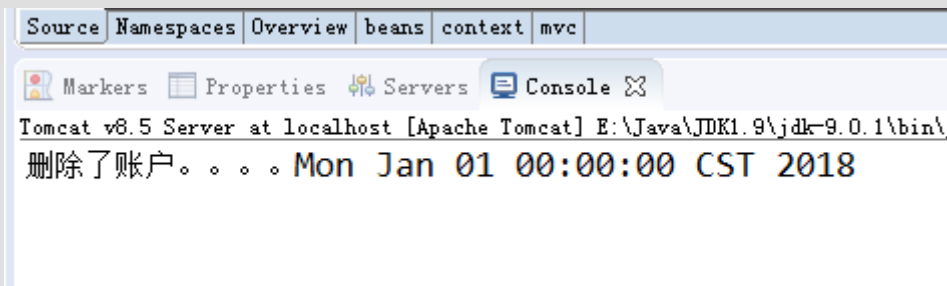 Source Namespaces Overview beans context mvc
Markers Properties Servers Console
Tomcat v8.5 Server at localhost [Apache Tomcat] E:\Java\JDK1.9\jdk-9.0.1\bin\
删除了账户。。。。Mon Jan 01 00:00:00 CST 2018